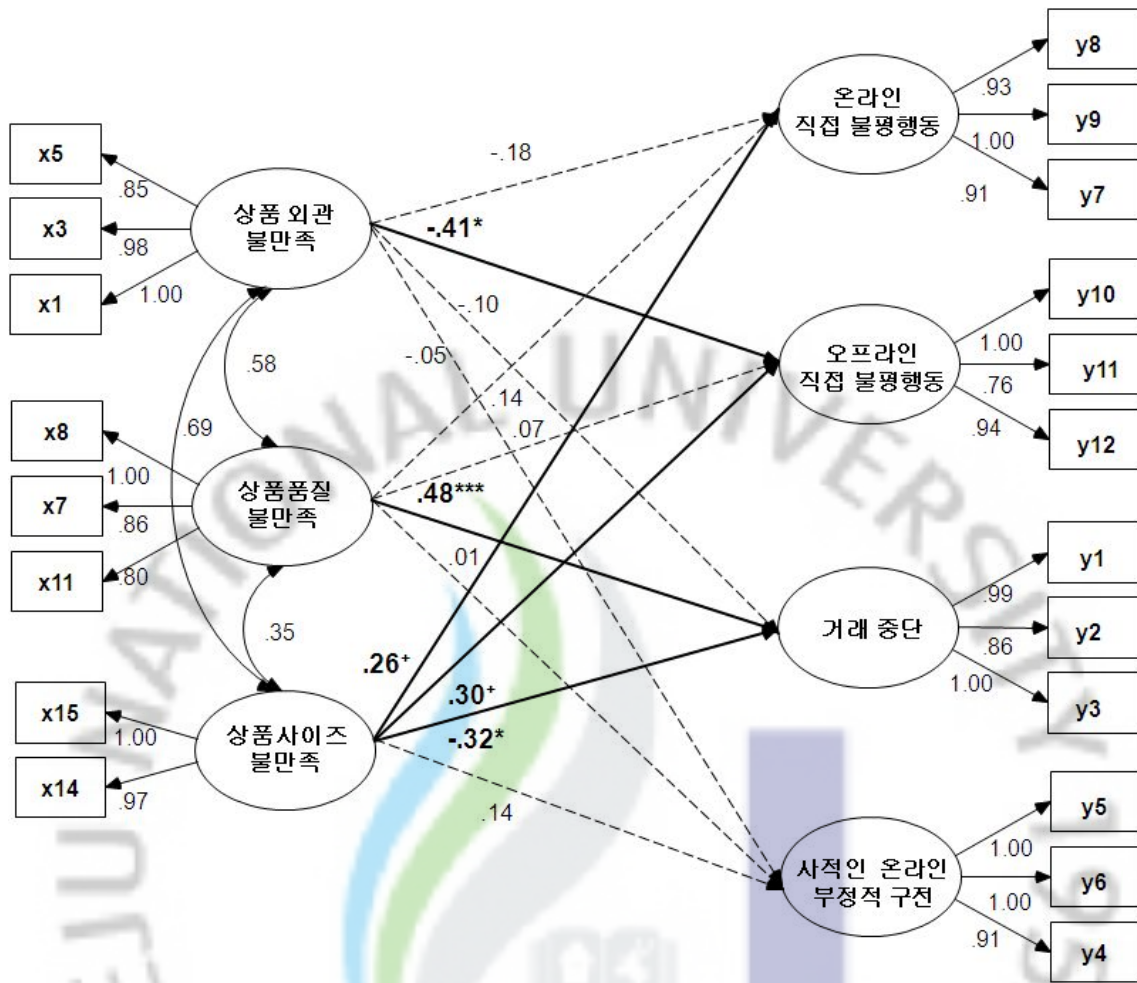 x5
x3
x1
.85
.98
1.00
상품 외관
불만족
x8
x7
x11
1.00
.86
.80
상품품질
불만족
x15
x14
1.00
.97
상품사이즈
불만족
.58
.69
.35
-.18
-.41*
-.10
-.05
.14
.07
.48***
.01
.26⁺
.30⁺
-.32*
.14
온라인
직접 불평행동
.93
1.00
.91
y8
y9
y7
오프라인
직접 불평행동
1.00
.76
.94
y10
y11
y12
거래 중단
.99
.86
1.00
y1
y2
y3
사적인 온라인
부정적 구전
1.00
1.00
.91
y5
y6
y4
JEJU NATIONAL UNIVERSITY 195